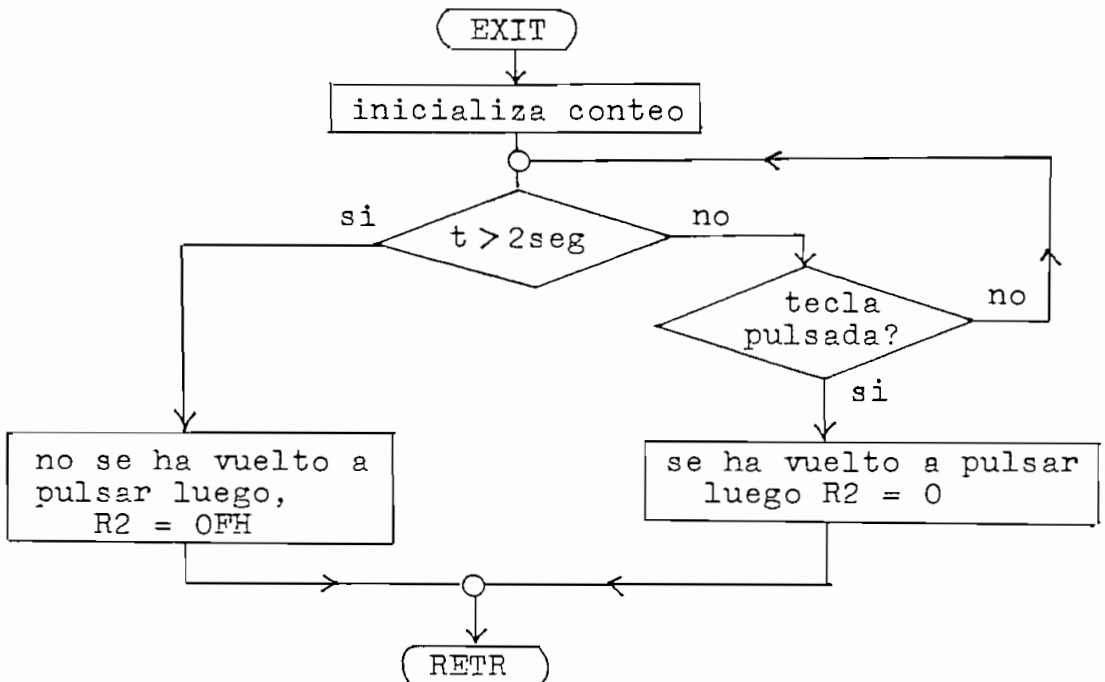 EXIT
inicializa conteo
si
t > 2seg
no
tecla
pulsada?
no
si
no se ha vuelto a
pulsar luego,
R2 = 0FH
se ha vuelto a pulsar
luego R2 = 0
RETR